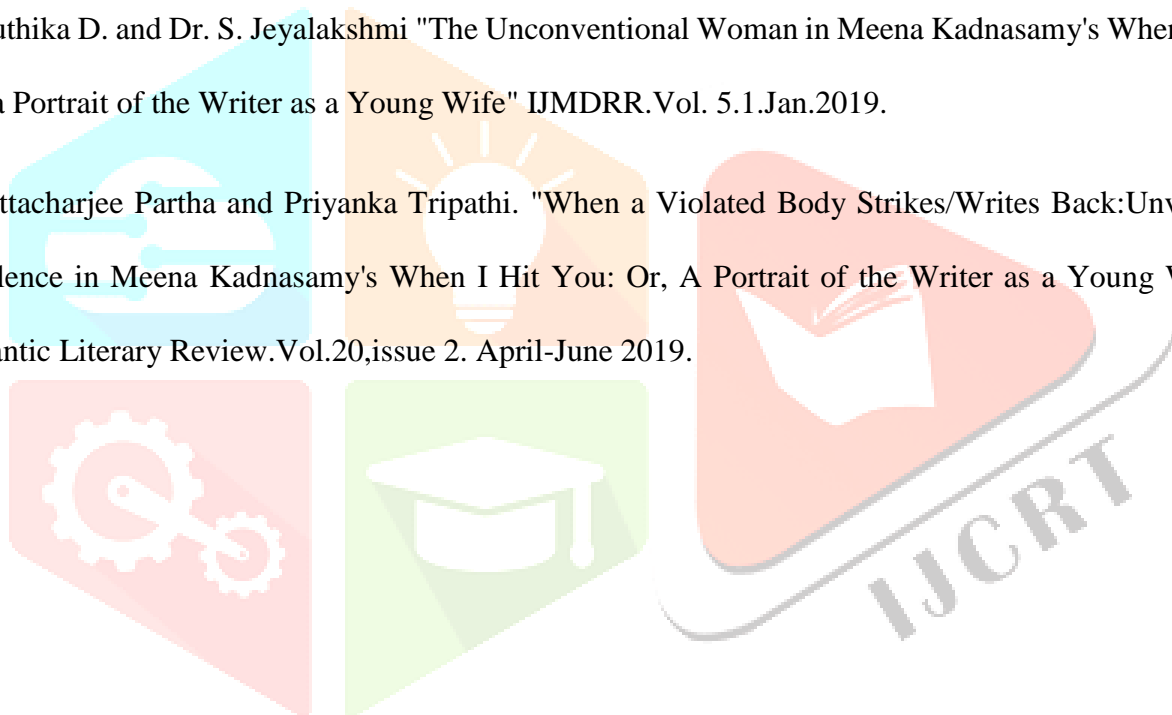 uthika D. and Dr. S. Jeyalakshmi "The Unconventional Woman in Meena Kadnasamy's When
a Portrait of the Writer as a Young Wife" IJMDRR.Vol. 5.1.Jan.2019.
ttacharjee Partha and Priyanka Tripathi. "When a Violated Body Strikes/Writes Back:Unv
lence in Meena Kadnasamy's When I Hit You: Or, A Portrait of the Writer as a Young W
antic Literary Review.Vol.20,issue 2. April-June 2019.
IJCRT